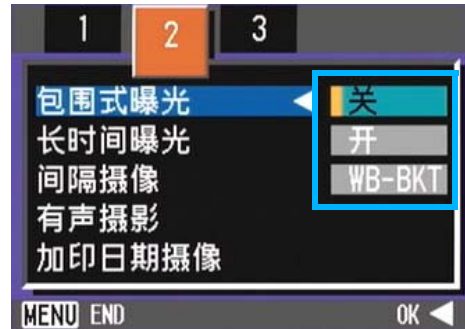 1 2 3
包围式曝光 ◀ 关
长时间曝光 开
间隔摄像 WB-BKT
有声摄影
加印日期摄像
MENU END OK ◀